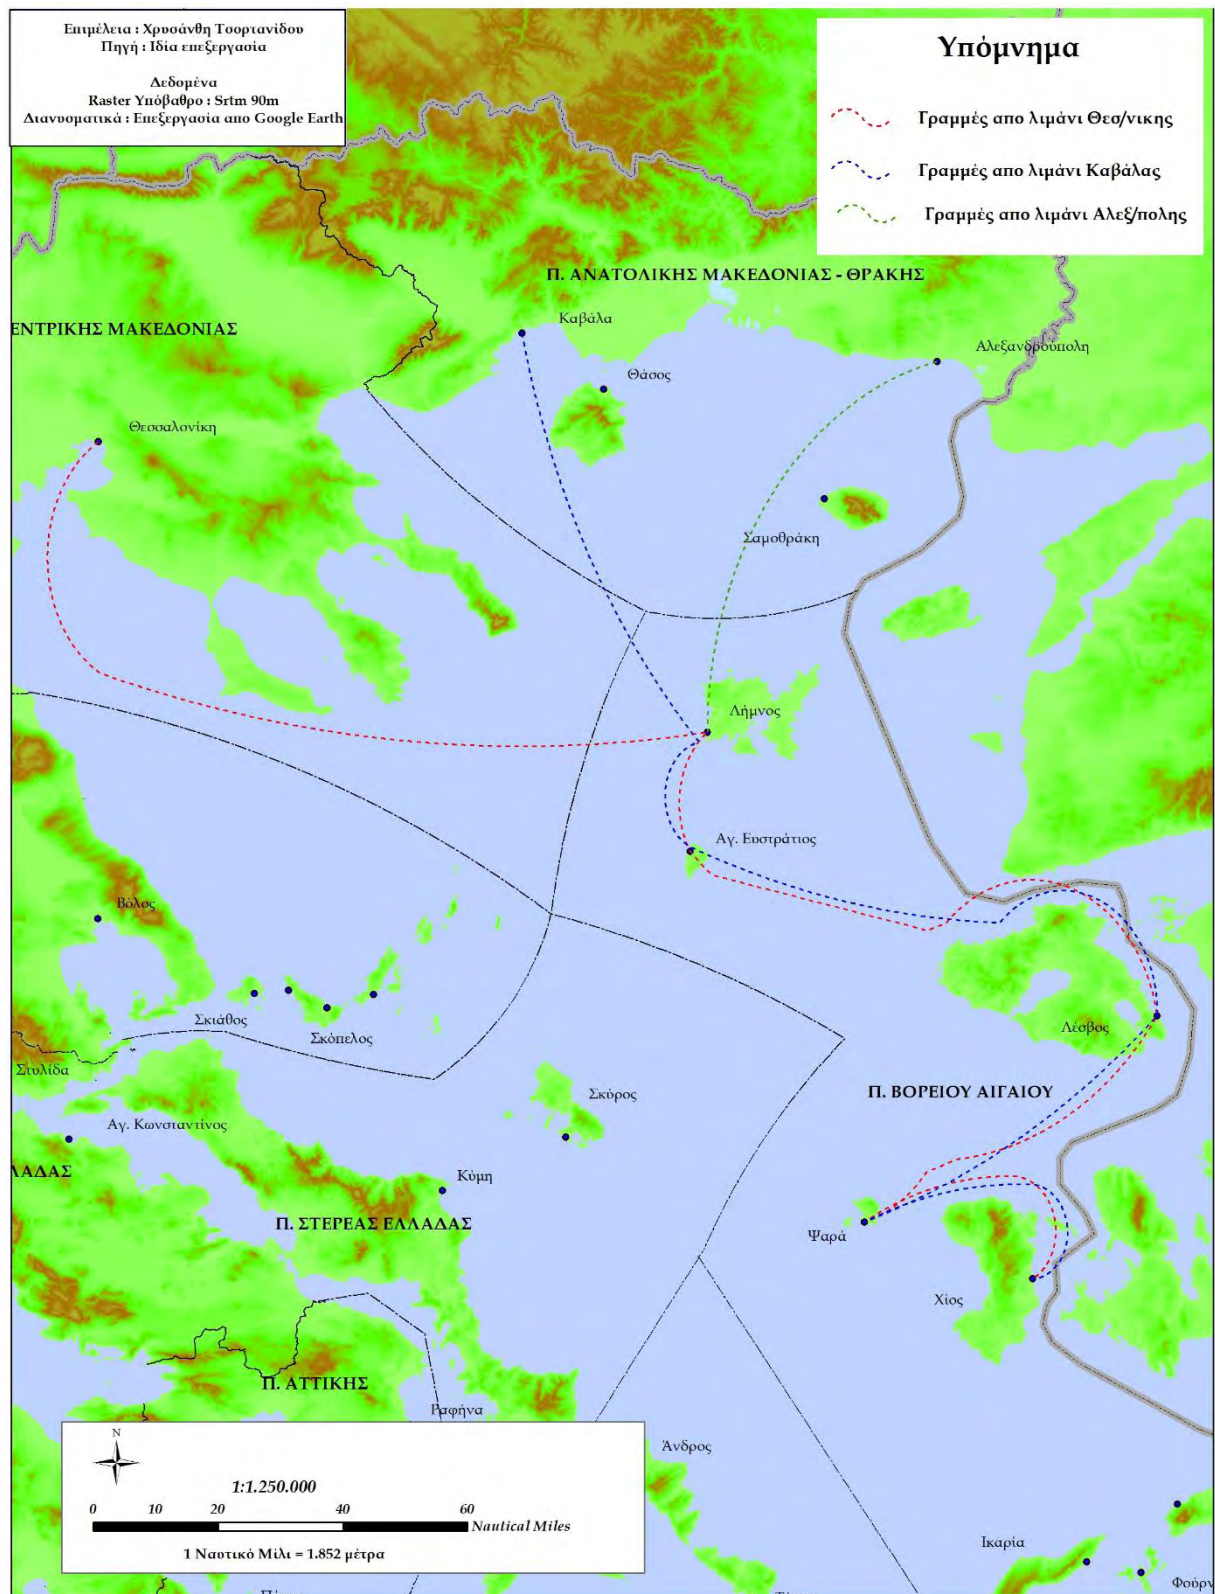 Επιμέλεια : Χρυσάνθη Τσορτανίδου
Πηγή : Ιδία επεξεργασία
Δεδομένα
Raster Υπόβαθρο : Srtm 90m
Διανυσματικά : Επεξεργασία απο Google Earth
Υπόμνημα
Γραμμές απο λιμάνι Θεσ/νικης
Γραμμές απο λιμάνι Καβάλας
Γραμμές απο λιμάνι Αλεξ/πολης
Π. ΑΝΑΤΟΛΙΚΗΣ ΜΑΚΕΔΟΝΙΑΣ - ΘΡΑΚΗΣ
Καβάλα
ΕΝΤΡΙΚΗΣ ΜΑΚΕΔΟΝΙΑΣ
Αλεξανδρούπολη
Θάσος
Θεσσαλονίκη
Σαμοθράκη
Λήμνος
Αγ. Ευστράτιος
Βόλος
Σκιάθος
Σκόπελος
Λέσβος
Στυλίδα
Σκύρος
Π. ΒΟΡΕΙΟΥ ΑΙΓΑΙΟΥ
Αγ. Κωνσταντίνος
ΛΑΔΑΣ
Κύμη
Π. ΣΤΕΡΕΑΣ ΕΛΛΑΔΑΣ
Ψαρά
Χίος
Π. ΑΤΤΙΚΗΣ
Ραφήνα
Άνδρος
N
1:1.250.000
0 10 20 40 60
Nautical Miles
1 Ναυτικό Μίλι = 1.852 μέτρα
Ικαρία
Φούρν